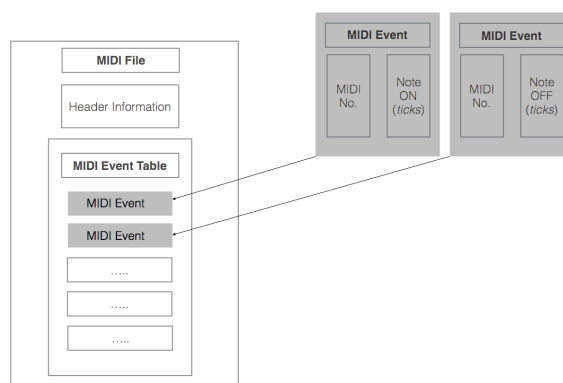 MIDI File
Header Information
MIDI Event Table
MIDI Event
MIDI Event
.....
.....
.....
MIDI Event
MIDI
No.
Note
ON
(ticks)
MIDI Event
MIDI
No.
Note
OFF
(ticks)